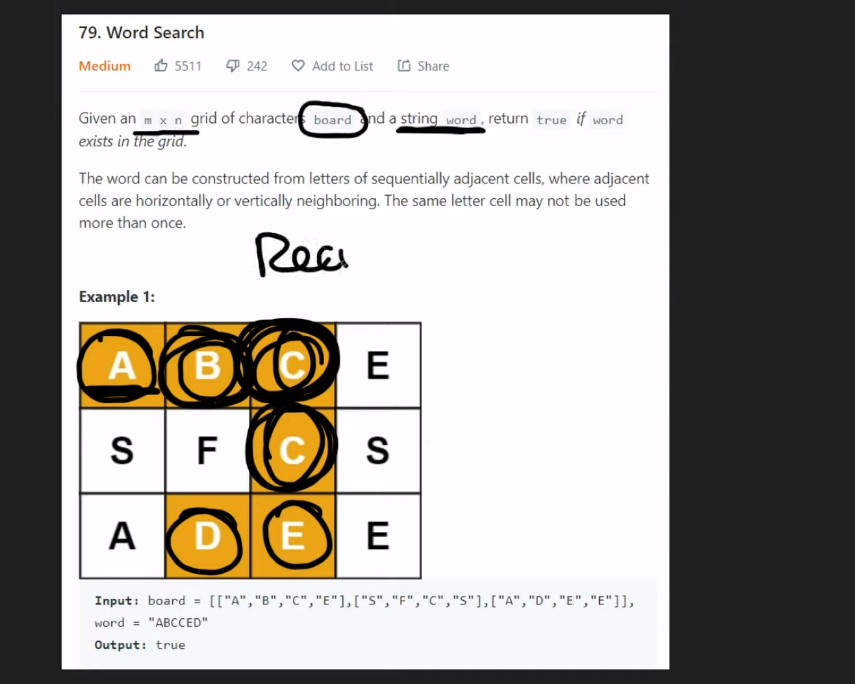 79. Word Search
Medium 5511 242 Add to List Share
Given an m x n grid of characters board and a string word, return true if word
exists in the grid.
The word can be constructed from letters of sequentially adjacent cells, where adjacent
cells are horizontally or vertically neighboring. The same letter cell may not be used
more than once.
Rec
Example 1:
A B C E
S F C S
A D E E
Input: board = [["A","B","C","E"],["S","F","C","S"],["A","D","E","E"]],
word = "ABCCED"
Output: true